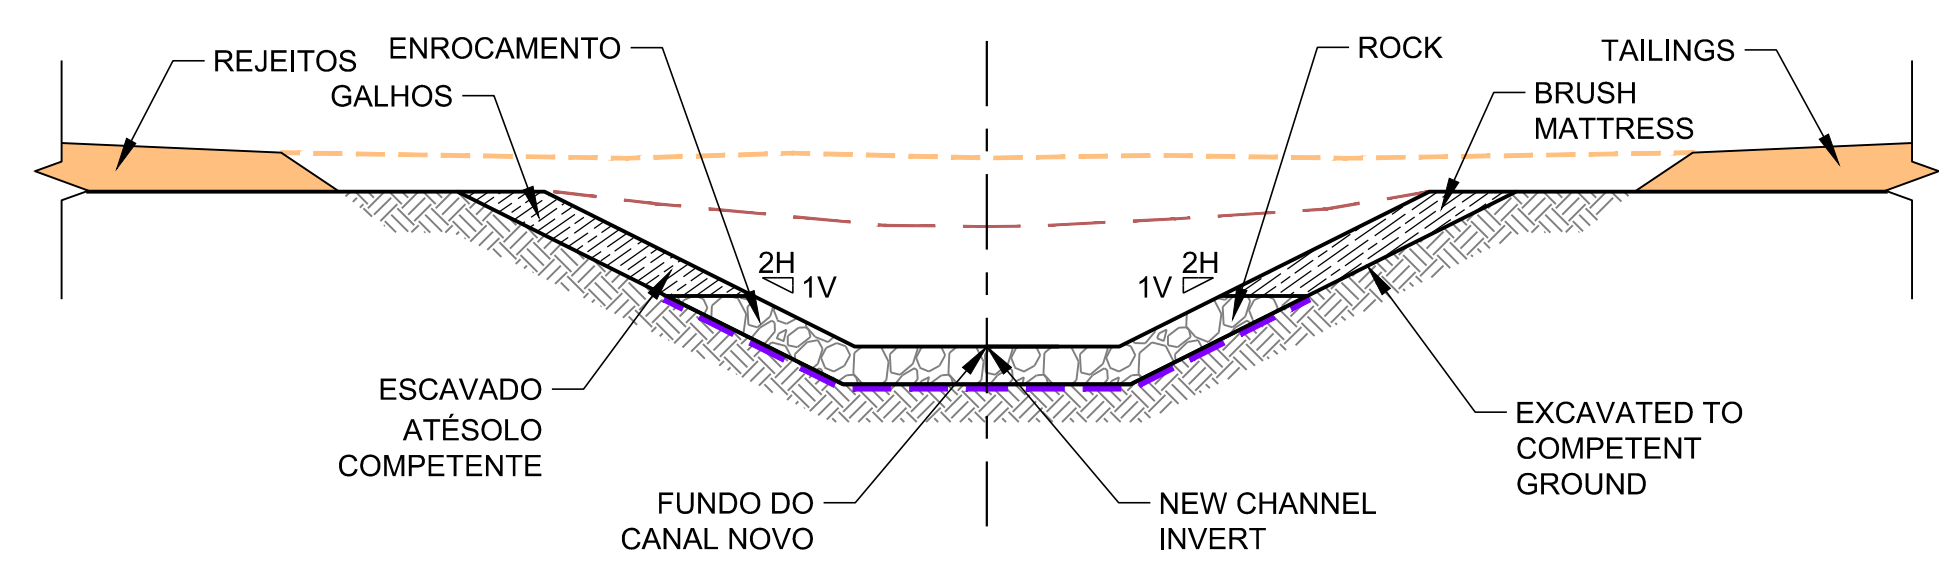 REJEITOS
ENROCAMENTO
GALHOS
ROCK
TAILINGS
BRUSH
MATTRESS
2H
1V
2H
1V
ESCAVADO
ATÉSOLO
COMPETENTE
EXCAVATED TO
COMPETENT
GROUND
FUNDO DO
CANAL NOVO
NEW CHANNEL
INVERT